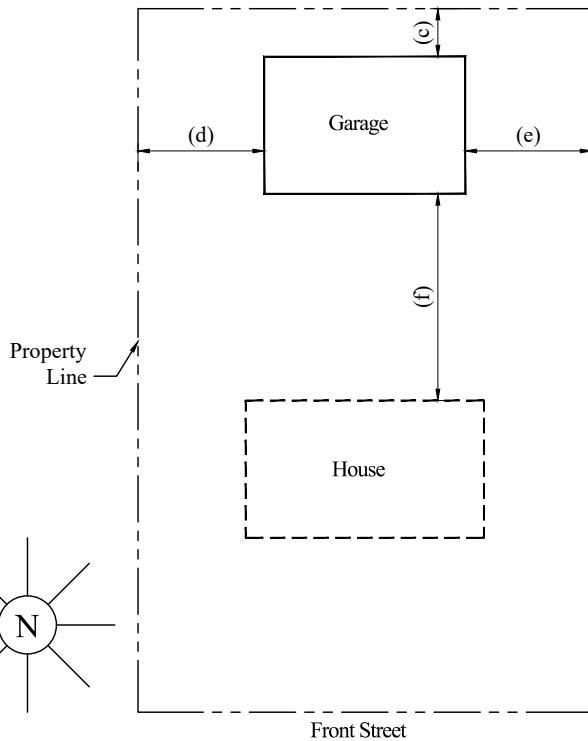 (c)
Garage
(d)
(e)
(f)
Property
Line
House
N
Front Street